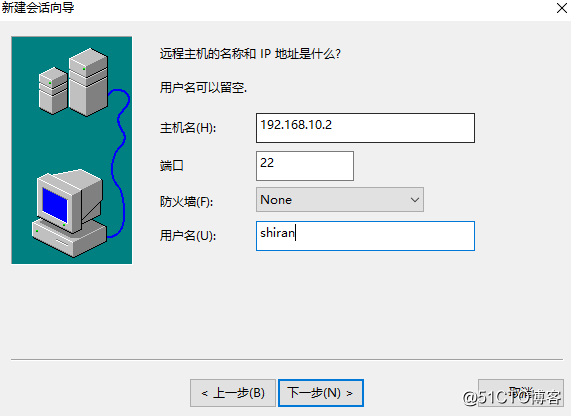 新建会话向导
远程主机的名称和 IP 地址是什么?
用户名可以留空.
主机名(H): 192.168.10.2
端口 22
防火墙(F): None
用户名(U): shiran
< 上一步(B) 下一步(N) > 取消
@51CTO博客